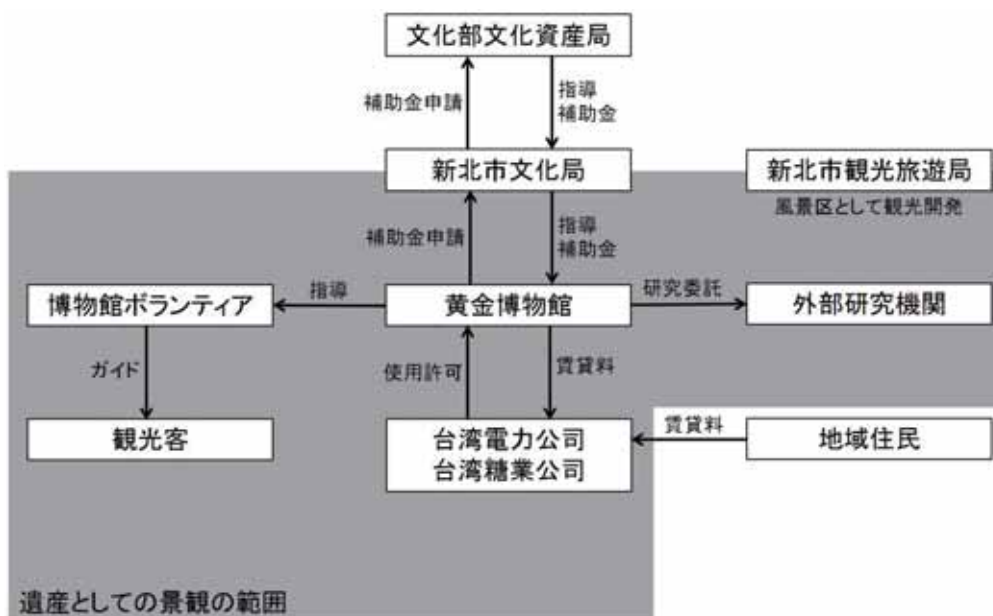 文化部文化資産局
補助金申請
指導
補助金
新北市文化局
新北市観光旅遊局
風景区として観光開発
補助金申請
指導
補助金
博物館ボランティア
指導
黄金博物館
研究委託
外部研究機関
ガイド
使用許可
賃貸料
観光客
台湾電力公司
台湾糖業公司
賃貸料
地域住民
遺産としての景観の範囲